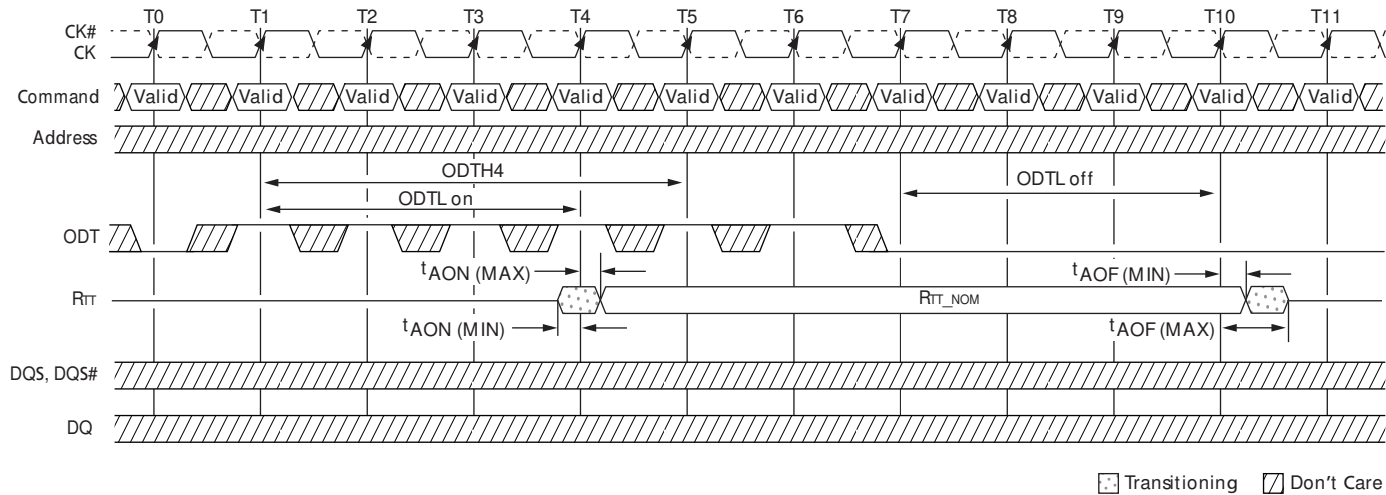 T0 T1 T2 T3 T4 T5 T6 T7 T8 T9 T10 T11
CK#
CK
Command Valid Valid Valid Valid Valid Valid Valid Valid Valid Valid Valid Valid
Address
ODTH4
ODTL off
ODTL on
ODT
tAON (MAX) tAOF (MIN)
RTT RTT_NOM
tAON (MIN) tAOF (MAX)
DQS, DQS#
DQ
Transitioning Don't Care